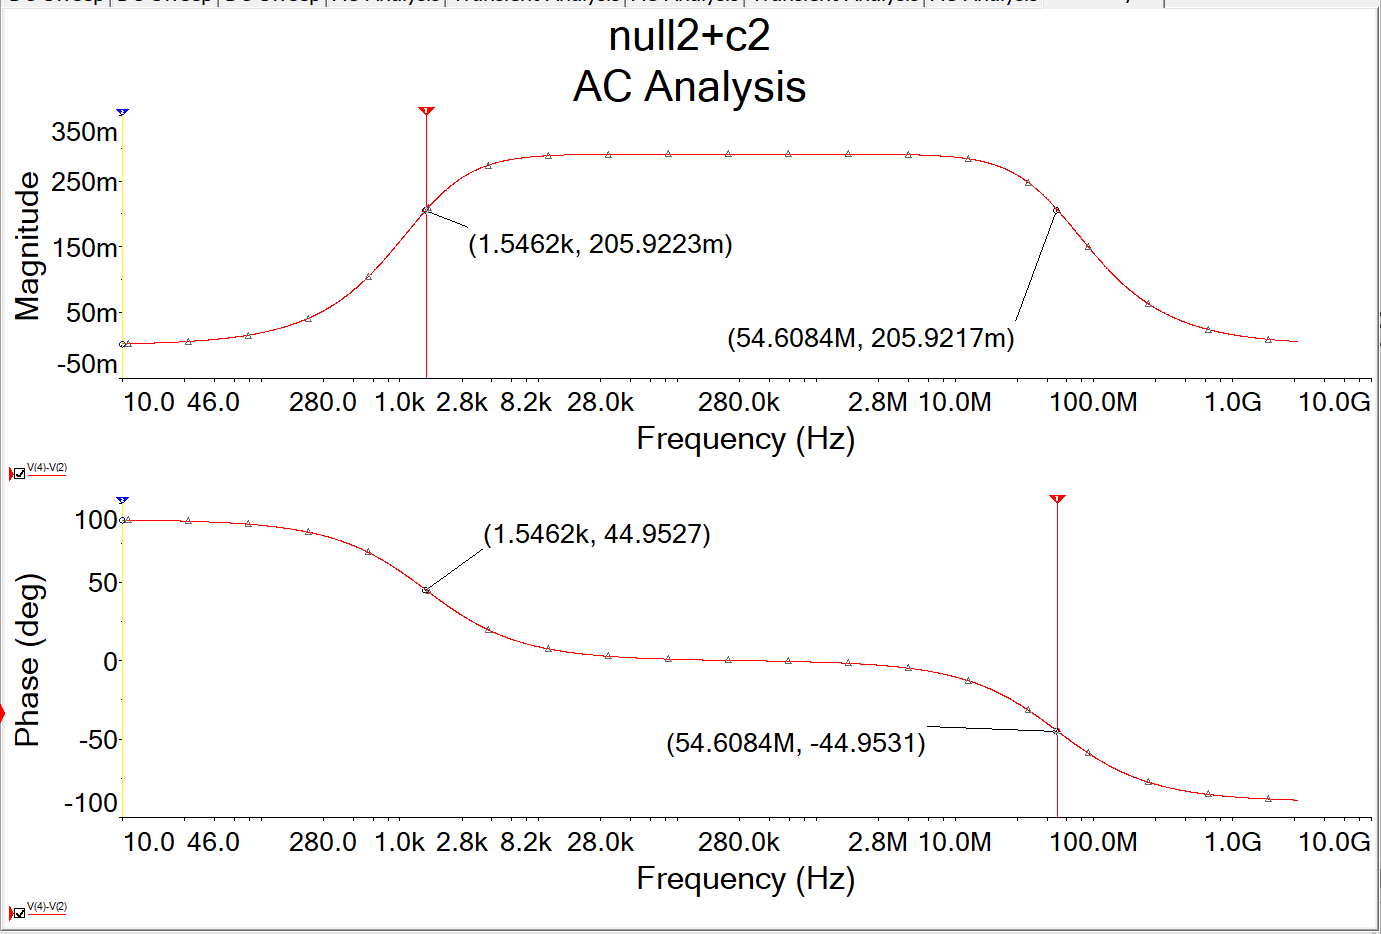 null2+c2
AC Analysis
350m
250m
150m
50m
-50m
Magnitude
(1.5462k, 205.9223m)
(54.6084M, 205.9217m)
10.0 46.0 280.0 1.0k 2.8k 8.2k 28.0k 280.0k 2.8M 10.0M 100.0M 1.0G 10.0G
Frequency (Hz)
V(4)-V(2)
100
50
0
-50
-100
Phase (deg)
(1.5462k, 44.9527)
(54.6084M, -44.9531)
10.0 46.0 280.0 1.0k 2.8k 8.2k 28.0k 280.0k 2.8M 10.0M 100.0M 1.0G 10.0G
Frequency (Hz)
V(4)-V(2)